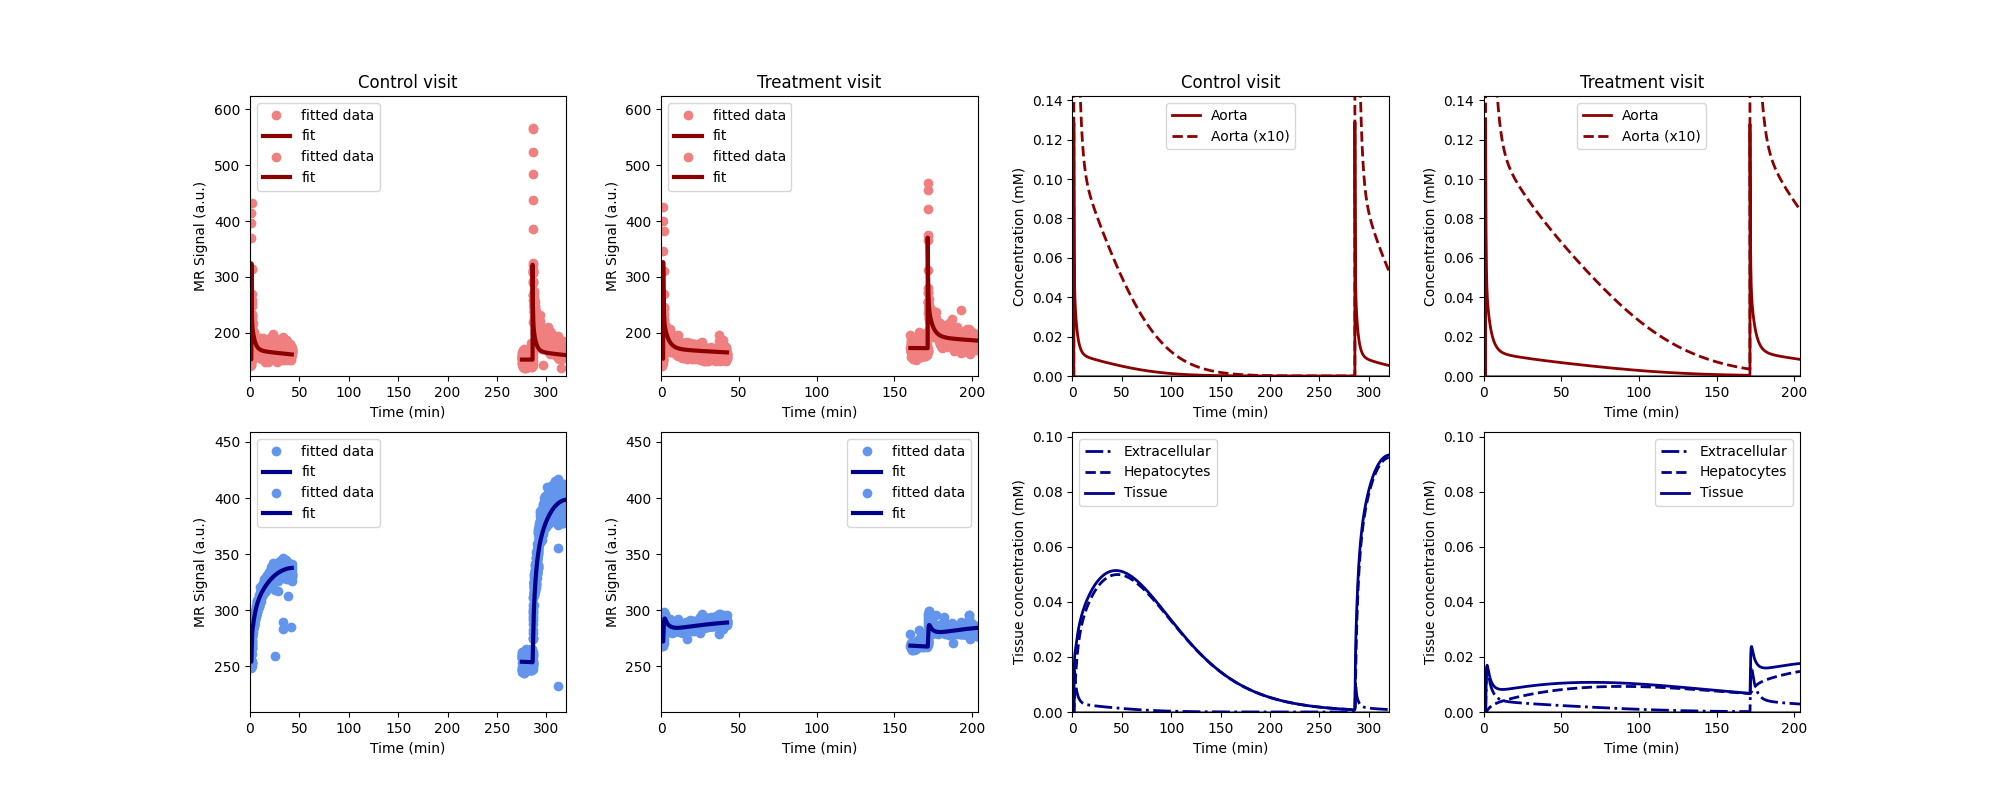 Control visit
600
500
400
300
200
MR Signal (a.u.)
fitted data
fit
fitted data
fit
0 50 100 150 200 250 300
Time (min)
Treatment visit
600
500
400
300
200
MR Signal (a.u.)
fitted data
fit
fitted data
fit
0 50 100 150 200
Time (min)
Control visit
0.14
0.12
0.10
0.08
0.06
0.04
0.02
0.00
Concentration (mM)
Aorta
Aorta (x10)
0 50 100 150 200 250 300
Time (min)
Treatment visit
0.14
0.12
0.10
0.08
0.06
0.04
0.02
0.00
Concentration (mM)
Aorta
Aorta (x10)
0 50 100 150 200
Time (min)
450
400
350
300
250
MR Signal (a.u.)
fitted data
fit
fitted data
fit
0 50 100 150 200 250 300
Time (min)
450
400
350
300
250
MR Signal (a.u.)
fitted data
fit
fitted data
fit
0 50 100 150 200
Time (min)
0.10
0.08
0.06
0.04
0.02
0.00
Tissue concentration (mM)
Extracellular
Hepatocytes
Tissue
0 50 100 150 200 250 300
Time (min)
0.10
0.08
0.06
0.04
0.02
0.00
Tissue concentration (mM)
Extracellular
Hepatocytes
Tissue
0 50 100 150 200
Time (min)